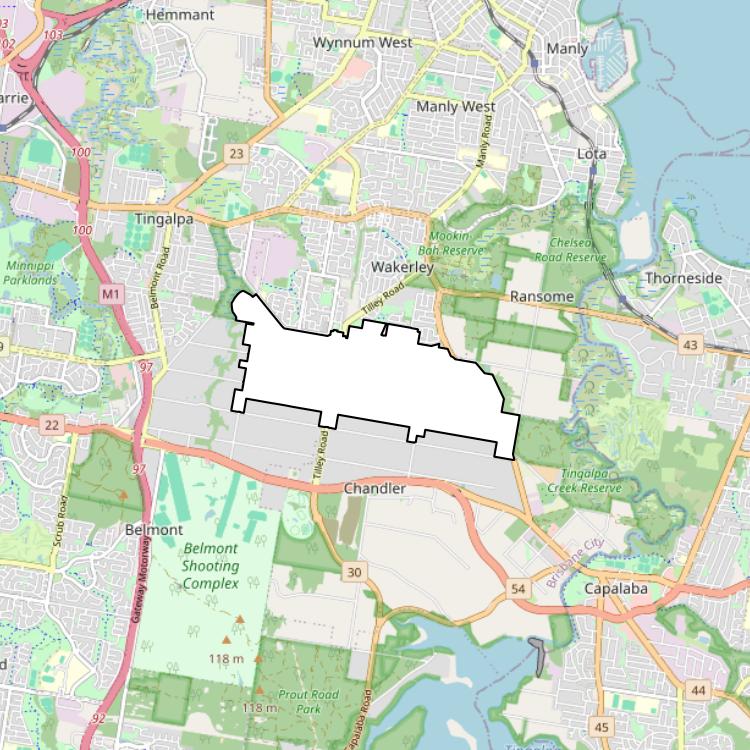 Hemmant
103
103
102
Wynnum West
Manly
arrie
Manly West
Manly Road
100
23
Lota
Tingalpa
100
Mookin-
Bah Reserve
Chelsea
Road Reserve
Wakerley
Minnippi
Parklands
Belmont Road
Thorneside
M1
Tilley Road
Ransome
43
9
97
22
Tilley Road
97
Chandler
Tingalpa
Creek Reserve
Scrub Road
Belmont
Belmont
Shooting
Complex
Gateway Motorway
Brisbane City
30
54
Capalaba
118 m
d
Prout Road
Park
118 m
44
92
Capalaba Road
45